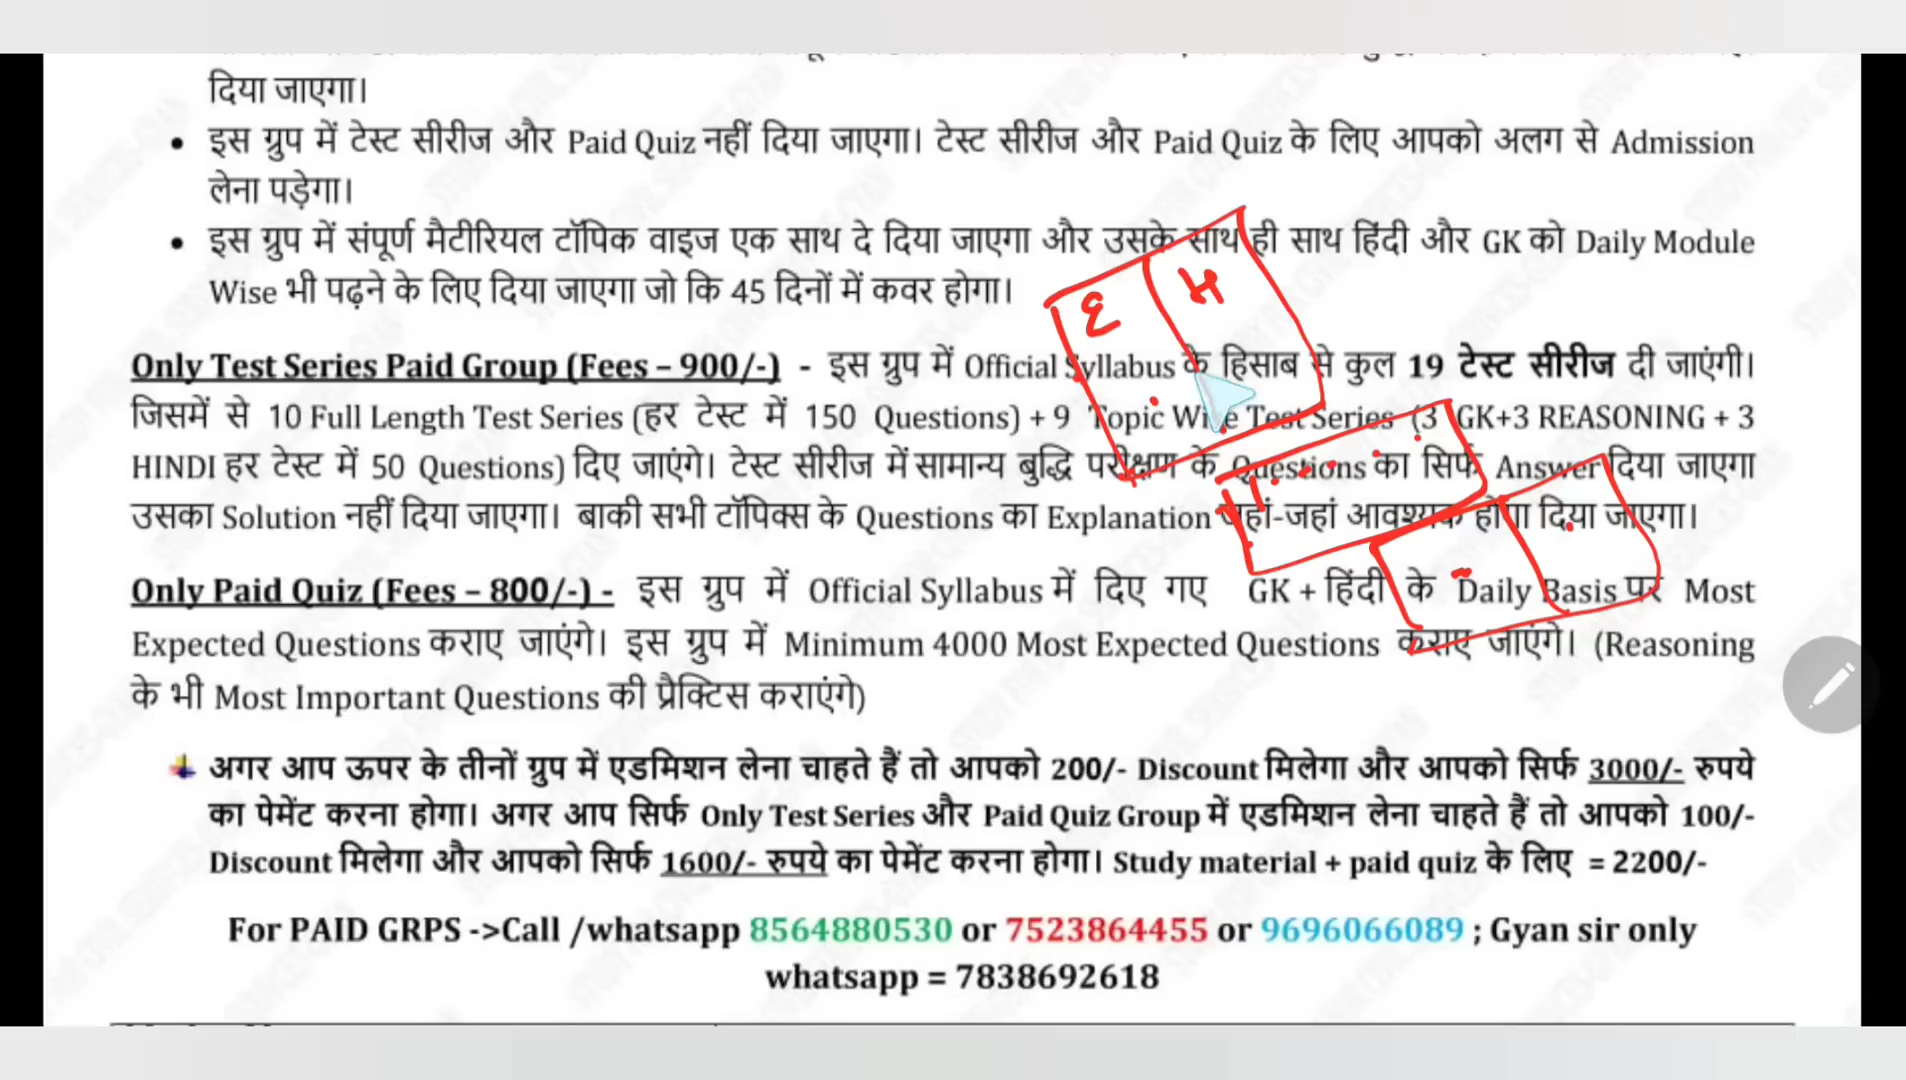 दिया जाएगा।
• इस ग्रुप में टेस्ट सीरीज और Paid Quiz नहीं दिया जाएगा। टेस्ट सीरीज और Paid Quiz के लिए आपको अलग से Admission
लेना पड़ेगा।
• इस ग्रुप में संपूर्ण मैटीरियल टॉपिक वाइज एक साथ दे दिया जाएगा और उसके साथ ही साथ हिंदी और GK को Daily Module
Wise भी पढ़ने के लिए दिया जाएगा जो कि 45 दिनों में कवर होगा।
E H
Only Test Series Paid Group (Fees – 900/-) - इस ग्रुप में Official Syllabus के हिसाब से कुल 19 टेस्ट सीरीज दी जाएंगी।
जिसमें से 10 Full Length Test Series (हर टेस्ट में 150 Questions) + 9 Topic Wise Test Series (3 GK+3 REASONING + 3
HINDI हर टेस्ट में 50 Questions) दिए जाएंगे। टेस्ट सीरीज में सामान्य बुद्धि परीक्षण के Questions का सिर्फ Answer दिया जाएगा
उसका Solution नहीं दिया जाएगा। बाकी सभी टॉपिक्स के Questions का Explanation जहां-जहां आवश्यक होगा दिया जाएगा।
Only Paid Quiz (Fees – 800/-) - इस ग्रुप में Official Syllabus में दिए गए GK + हिंदी के Daily Basis पर Most
Expected Questions कराए जाएंगे। इस ग्रुप में Minimum 4000 Most Expected Questions कराए जाएंगे। (Reasoning
के भी Most Important Questions की प्रैक्टिस कराएंगे)
अगर आप ऊपर के तीनों ग्रुप में एडमिशन लेना चाहते हैं तो आपको 200/- Discount मिलेगा और आपको सिर्फ 3000/- रुपये
का पेमेंट करना होगा। अगर आप सिर्फ Only Test Series और Paid Quiz Group में एडमिशन लेना चाहते हैं तो आपको 100/-
Discount मिलेगा और आपको सिर्फ 1600/- रुपये का पेमेंट करना होगा। Study material + paid quiz के लिए = 2200/-
For PAID GRPS ->Call /whatsapp 8564880530 or 7523864455 or 9696066089 ; Gyan sir only
whatsapp = 7838692618